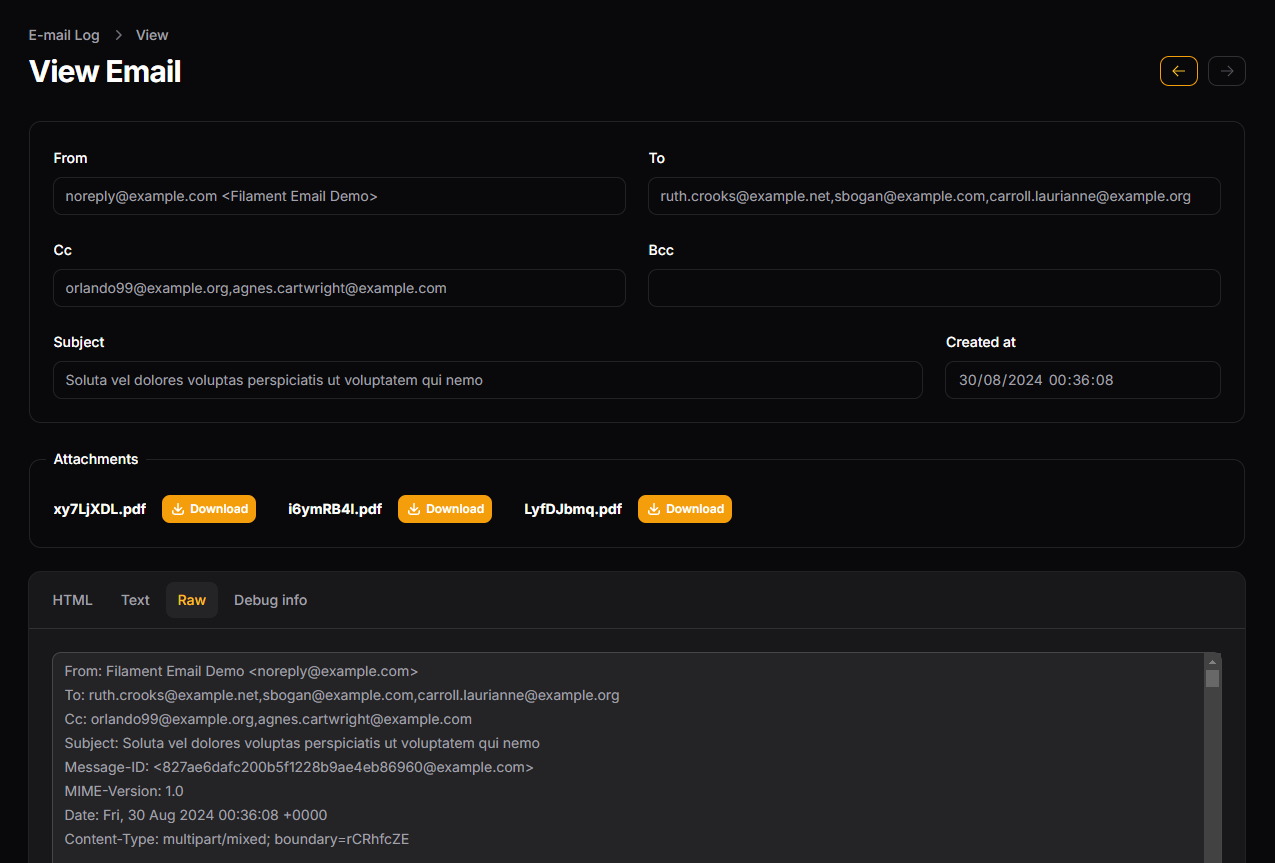 E-mail Log > View
View Email
From
To
noreply@example.com <Filament Email Demo>
ruth.crooks@example.net,sbogan@example.com,carroll.laurianne@example.org
Cc
Bcc
orlando99@example.org,agnes.cartwright@example.com
Subject
Created at
Soluta vel dolores voluptas perspiciatis ut voluptatem qui nemo
30/08/2024 00:36:08
Attachments
xy7LjXDL.pdf Download i6ymRB4I.pdf Download LyfDJbmq.pdf Download
HTML Text Raw Debug info
From: Filament Email Demo <noreply@example.com>
To: ruth.crooks@example.net,sbogan@example.com,carroll.laurianne@example.org
Cc: orlando99@example.org,agnes.cartwright@example.com
Subject: Soluta vel dolores voluptas perspiciatis ut voluptatem qui nemo
Message-ID: <827ae6dafc200b5f1228b9ae4eb86960@example.com>
MIME-Version: 1.0
Date: Fri, 30 Aug 2024 00:36:08 +0000
Content-Type: multipart/mixed; boundary=rCRhfcZE